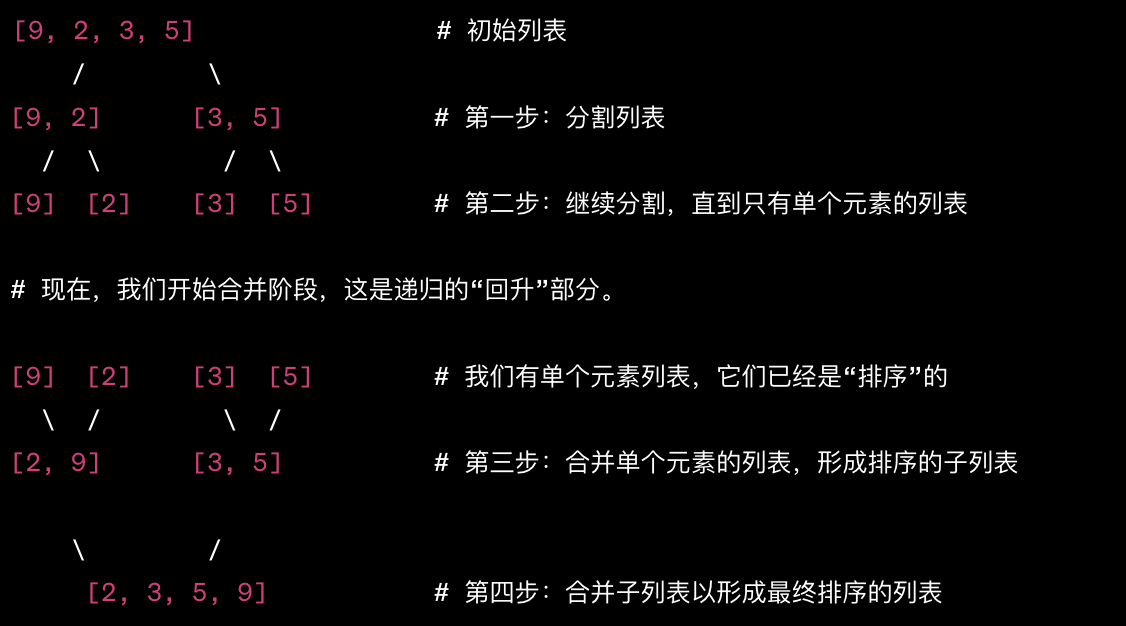 [9, 2, 3, 5]                # 初始列表
    /        \
[9, 2]      [3, 5]          # 第一步：分割列表
  /  \        /  \
[9]  [2]    [3]  [5]        # 第二步：继续分割，直到只有单个元素的列表
# 现在，我们开始合并阶段，这是递归的“回升”部分。
[9]  [2]    [3]  [5]        # 我们有单个元素列表，它们已经是“排序”的
  \  /        \  /
[2, 9]      [3, 5]          # 第三步：合并单个元素的列表，形成排序的子列表
    \        /
     [2, 3, 5, 9]           # 第四步：合并子列表以形成最终排序的列表